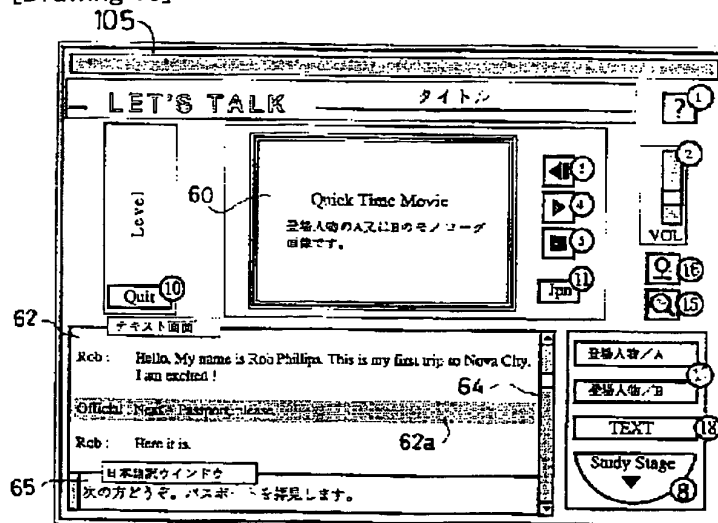 105
LET'S TALK
タイトル
?
1
2
Level
60
Quick Time Movie
登場人物のA又はBのモノローグ
画像です。
4
5
VOL
Quit
10
Jpn
11
16
15
62
テキスト画面
Rob : Hello. My name is Rob Phillips. This is my first trip to Nova City.
I am excited !
64
Official : Next. Passport, please.
62a
Rob : Here it is.
登場人物/A
登場人物/B
TEXT
18
Study Stage
8
65
日本語訳ウインドウ
次の方どうぞ。パスポートを拝見します。